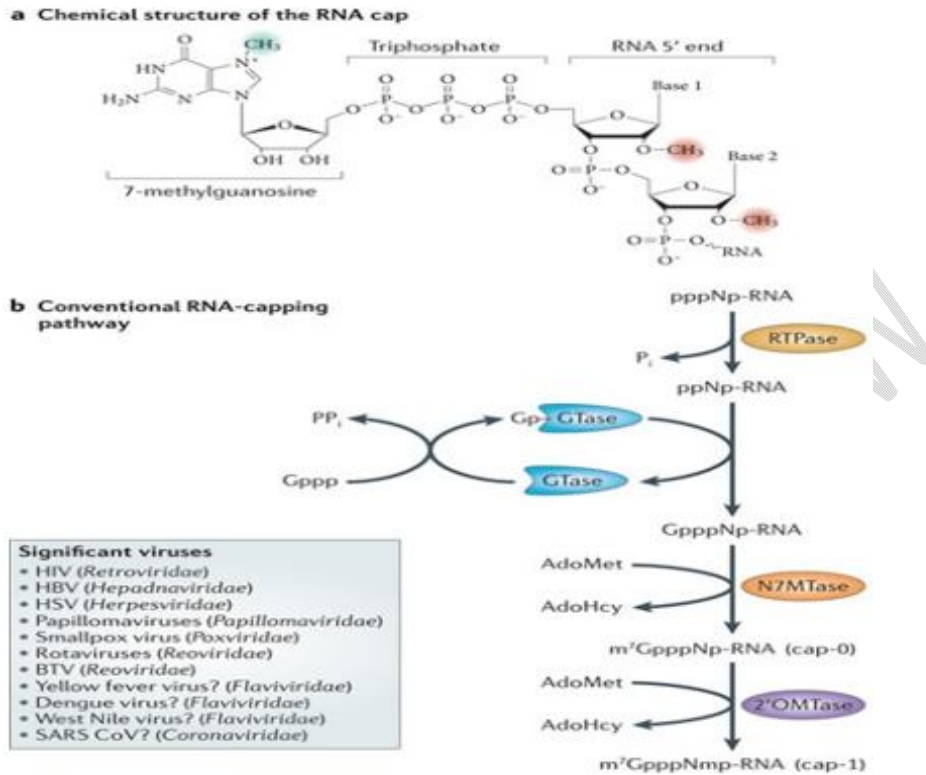 a Chemical structure of the RNA cap
O
CH₃
Triphosphate
RNA 5′ end
HN
N⁺
H₂N
N
N
O
O
O
O
P
O
P
O
P
O
O⁻
O⁻
O⁻
O
Base 1
O
OH
OH
O
O
CH₃
7-methylguanosine
O=P
O
O⁻
O
Base 2
O
O
CH₃
O=P
O
RNA
O⁻
b Conventional RNA-capping
pathway
pppNp-RNA
RTPase
Pᵢ
ppNp-RNA
PPᵢ
Gp
GTase
Gppp
GTase
GpppNp-RNA
AdoMet
N7MTase
AdoHcy
m⁷GpppNp-RNA (cap-0)
AdoMet
2′OMTase
AdoHcy
m⁷GpppNmp-RNA (cap-1)
Significant viruses
• HIV (Retroviridae)
• HBV (Hepadnaviridae)
• HSV (Herpesviridae)
• Papillomaviruses (Papillomaviridae)
• Smallpox virus (Poxviridae)
• Rotaviruses (Reoviridae)
• BTV (Reoviridae)
• Yellow fever virus? (Flaviviridae)
• Dengue virus? (Flaviviridae)
• West Nile virus? (Flaviviridae)
• SARS CoV? (Coronaviridae)